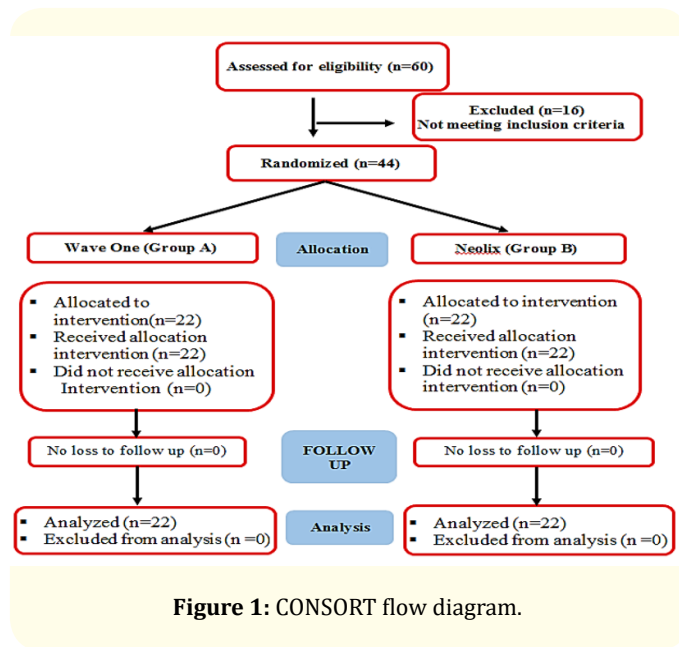 Assessed for eligibility (n=60)
Excluded (n=16)
Not meeting inclusion criteria
Randomized (n=44)
Wave One (Group A)
Allocation
Neolix (Group B)
▪ Allocated to
intervention(n=22)
▪ Received allocation
intervention (n=22)
▪ Did not receive allocation
Intervention (n=0)
▪ Allocated to intervention
(n=22)
▪ Received allocation
intervention (n=22)
▪ Did not receive allocation
intervention (n=0)
No loss to follow up (n=0)
FOLLOW
UP
No loss to follow up (n=0)
▪ Analyzed (n=22)
▪ Excluded from analysis (n =0)
Analysis
▪ Analyzed (n=22)
▪ Excluded from analysis (n =0)
Figure 1: CONSORT flow diagram.